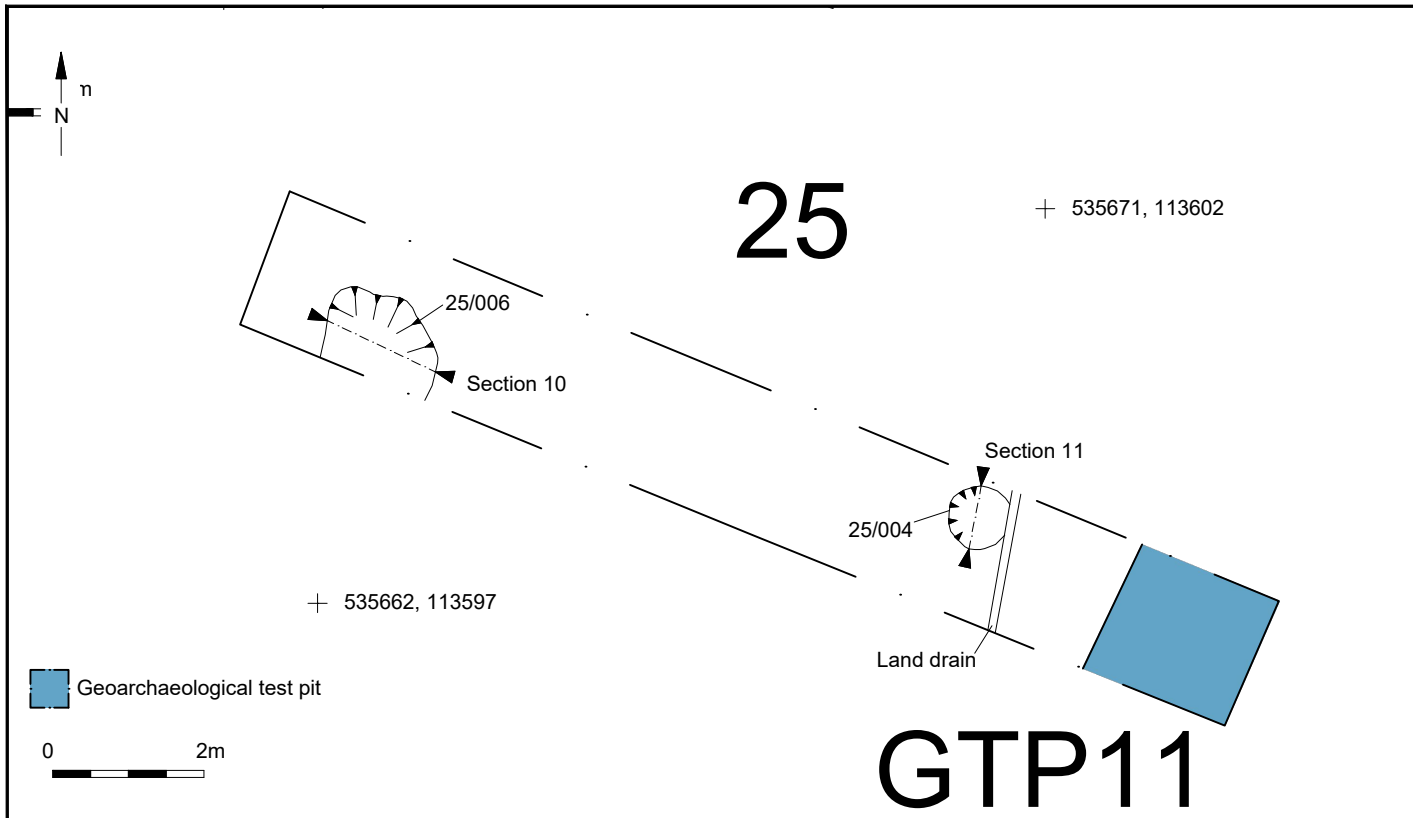 m
N
25
535671, 113602
25/006
Section 10
Section 11
25/004
535662, 113597
Land drain
Geoarchaeological test pit
0 2m
GTP11